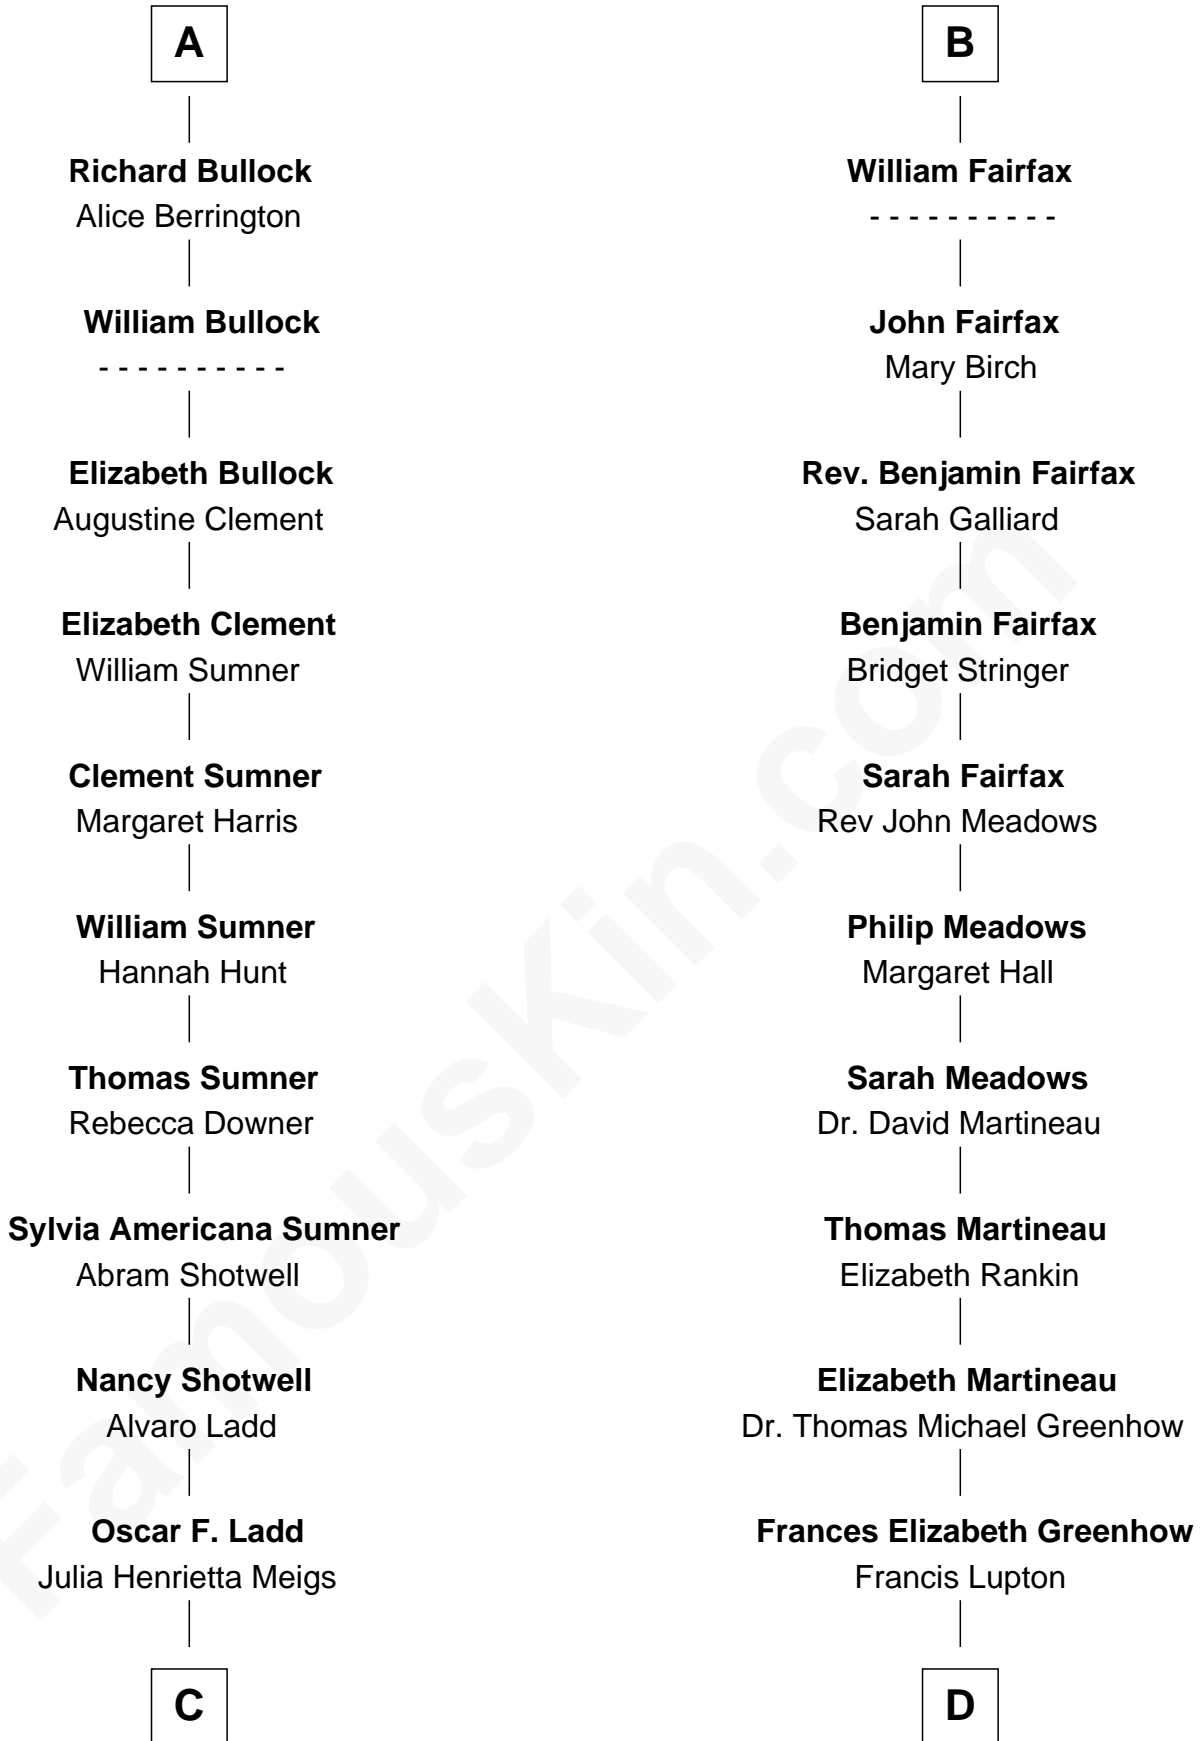 A
Richard Bullock
Alice Berrington
William Bullock
- - - - - - - - - -
Elizabeth Bullock
Augustine Clement
Elizabeth Clement
William Sumner
Clement Sumner
Margaret Harris
William Sumner
Hannah Hunt
Thomas Sumner
Rebecca Downer
Sylvia Americana Sumner
Abram Shotwell
Nancy Shotwell
Alvaro Ladd
Oscar F. Ladd
Julia Henrietta Meigs
C
B
William Fairfax
- - - - - - - - - -
John Fairfax
Mary Birch
Rev. Benjamin Fairfax
Sarah Galliard
Benjamin Fairfax
Bridget Stringer
Sarah Fairfax
Rev John Meadows
Philip Meadows
Margaret Hall
Sarah Meadows
Dr. David Martineau
Thomas Martineau
Elizabeth Rankin
Elizabeth Martineau
Dr. Thomas Michael Greenhow
Frances Elizabeth Greenhow
Francis Lupton
D
FamousKin.com